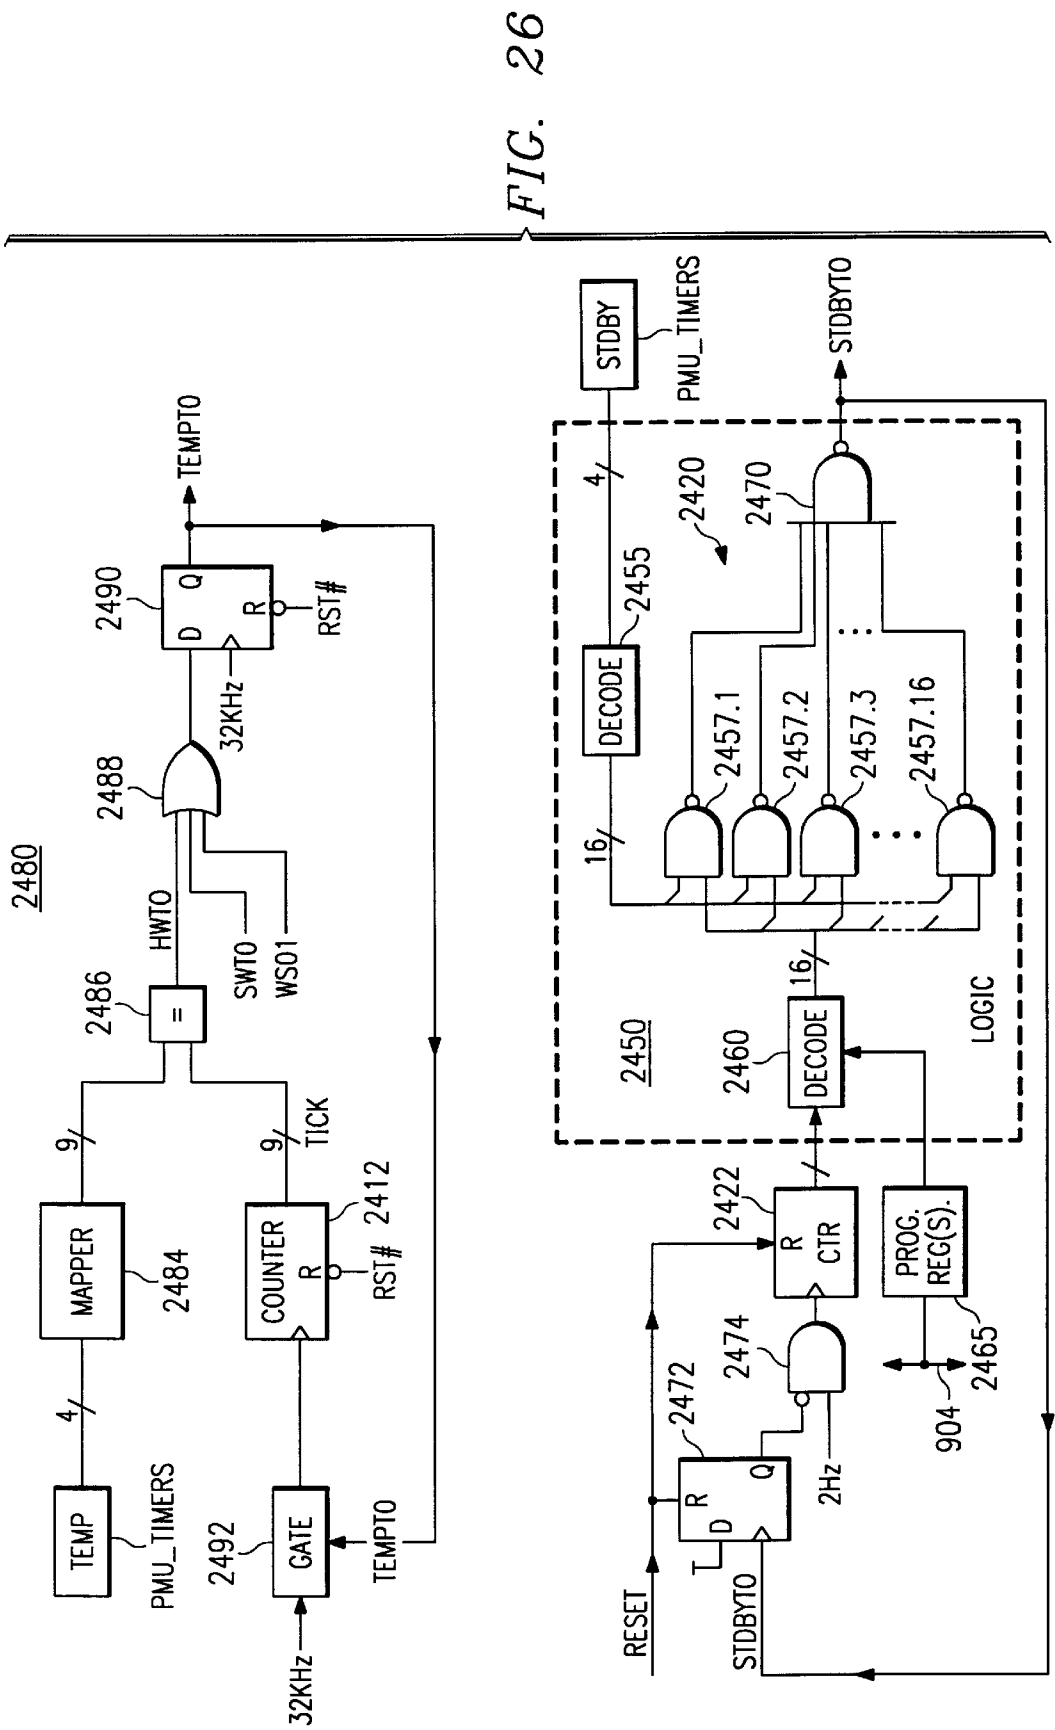 FIG. 26
2480
TEMP
PMU_TIMERS
4
MAPPER
2484
9
2486
=
HWTO
SWTO
WSO1
2488
2490
D
Q
R
32KHz
RST#
TEMPTO
32KHz
2492
GATE
TEMPTO
COUNTER
R
2412
RST#
9
TICK
2450
RESET
STDBYTO
2472
R
D
Q
2Hz
2474
2422
R
CTR
904
2465
PROG.
REG(S).
2460
DECODE
16
LOGIC
16
2455
DECODE
4
STDBY
PMU_TIMERS
2420
2457.1
2457.2
2457.3
2457.16
2470
STDBYTO